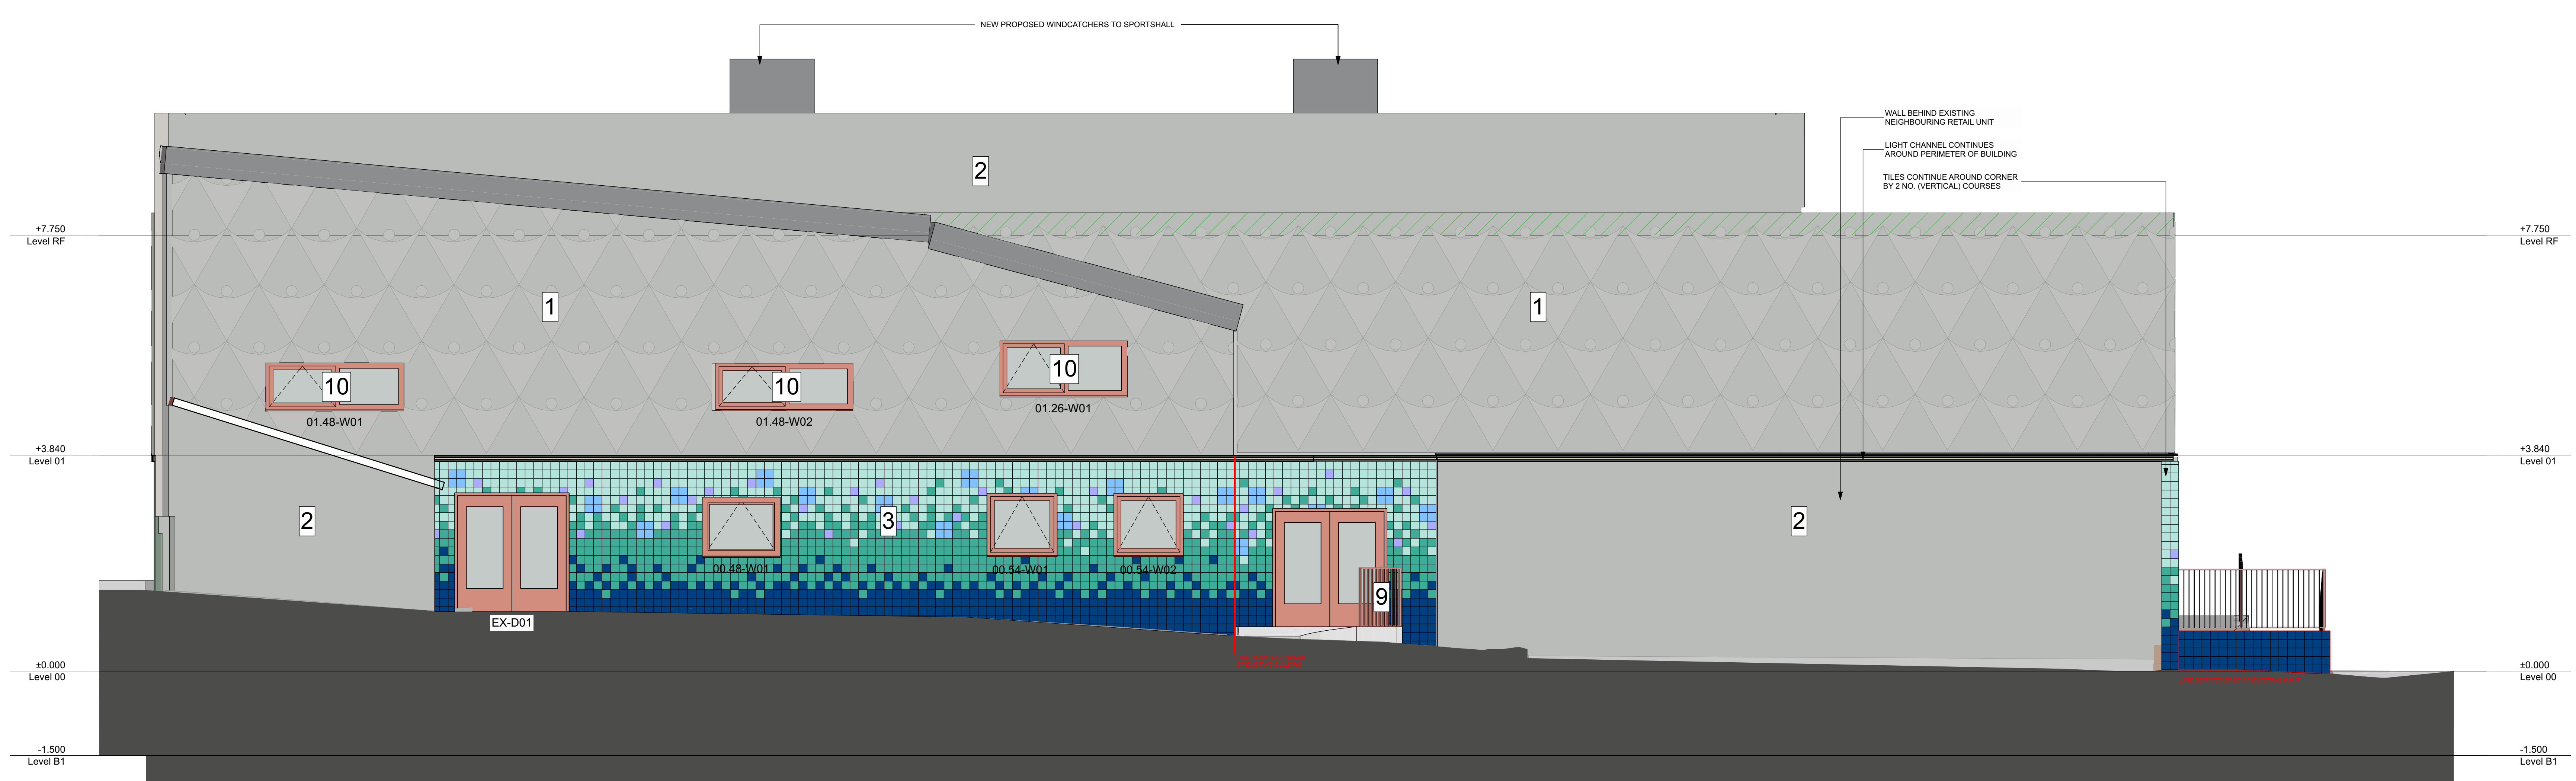 NEW PROPOSED WINDCATCHERS TO SPORTSHALL
WALL BEHIND EXISTING
NEIGHBOURING RETAIL UNIT
LIGHT CHANNEL CONTINUES
AROUND PERIMETER OF BUILDING
TILES CONTINUE AROUND CORNER
BY 2 NO. (VERTICAL) COURSES
2
+7.750
Level RF
+7.750
Level RF
1
1
10
10
10
01.48-W01
01.48-W02
01.26-W01
+3.840
Level 01
+3.840
Level 01
2
3
2
00.48-W01
00.54-W01
00.54-W02
9
EX-D01
±0.000
Level 00
±0.000
Level 00
-1.500
Level B1
-1.500
Level B1